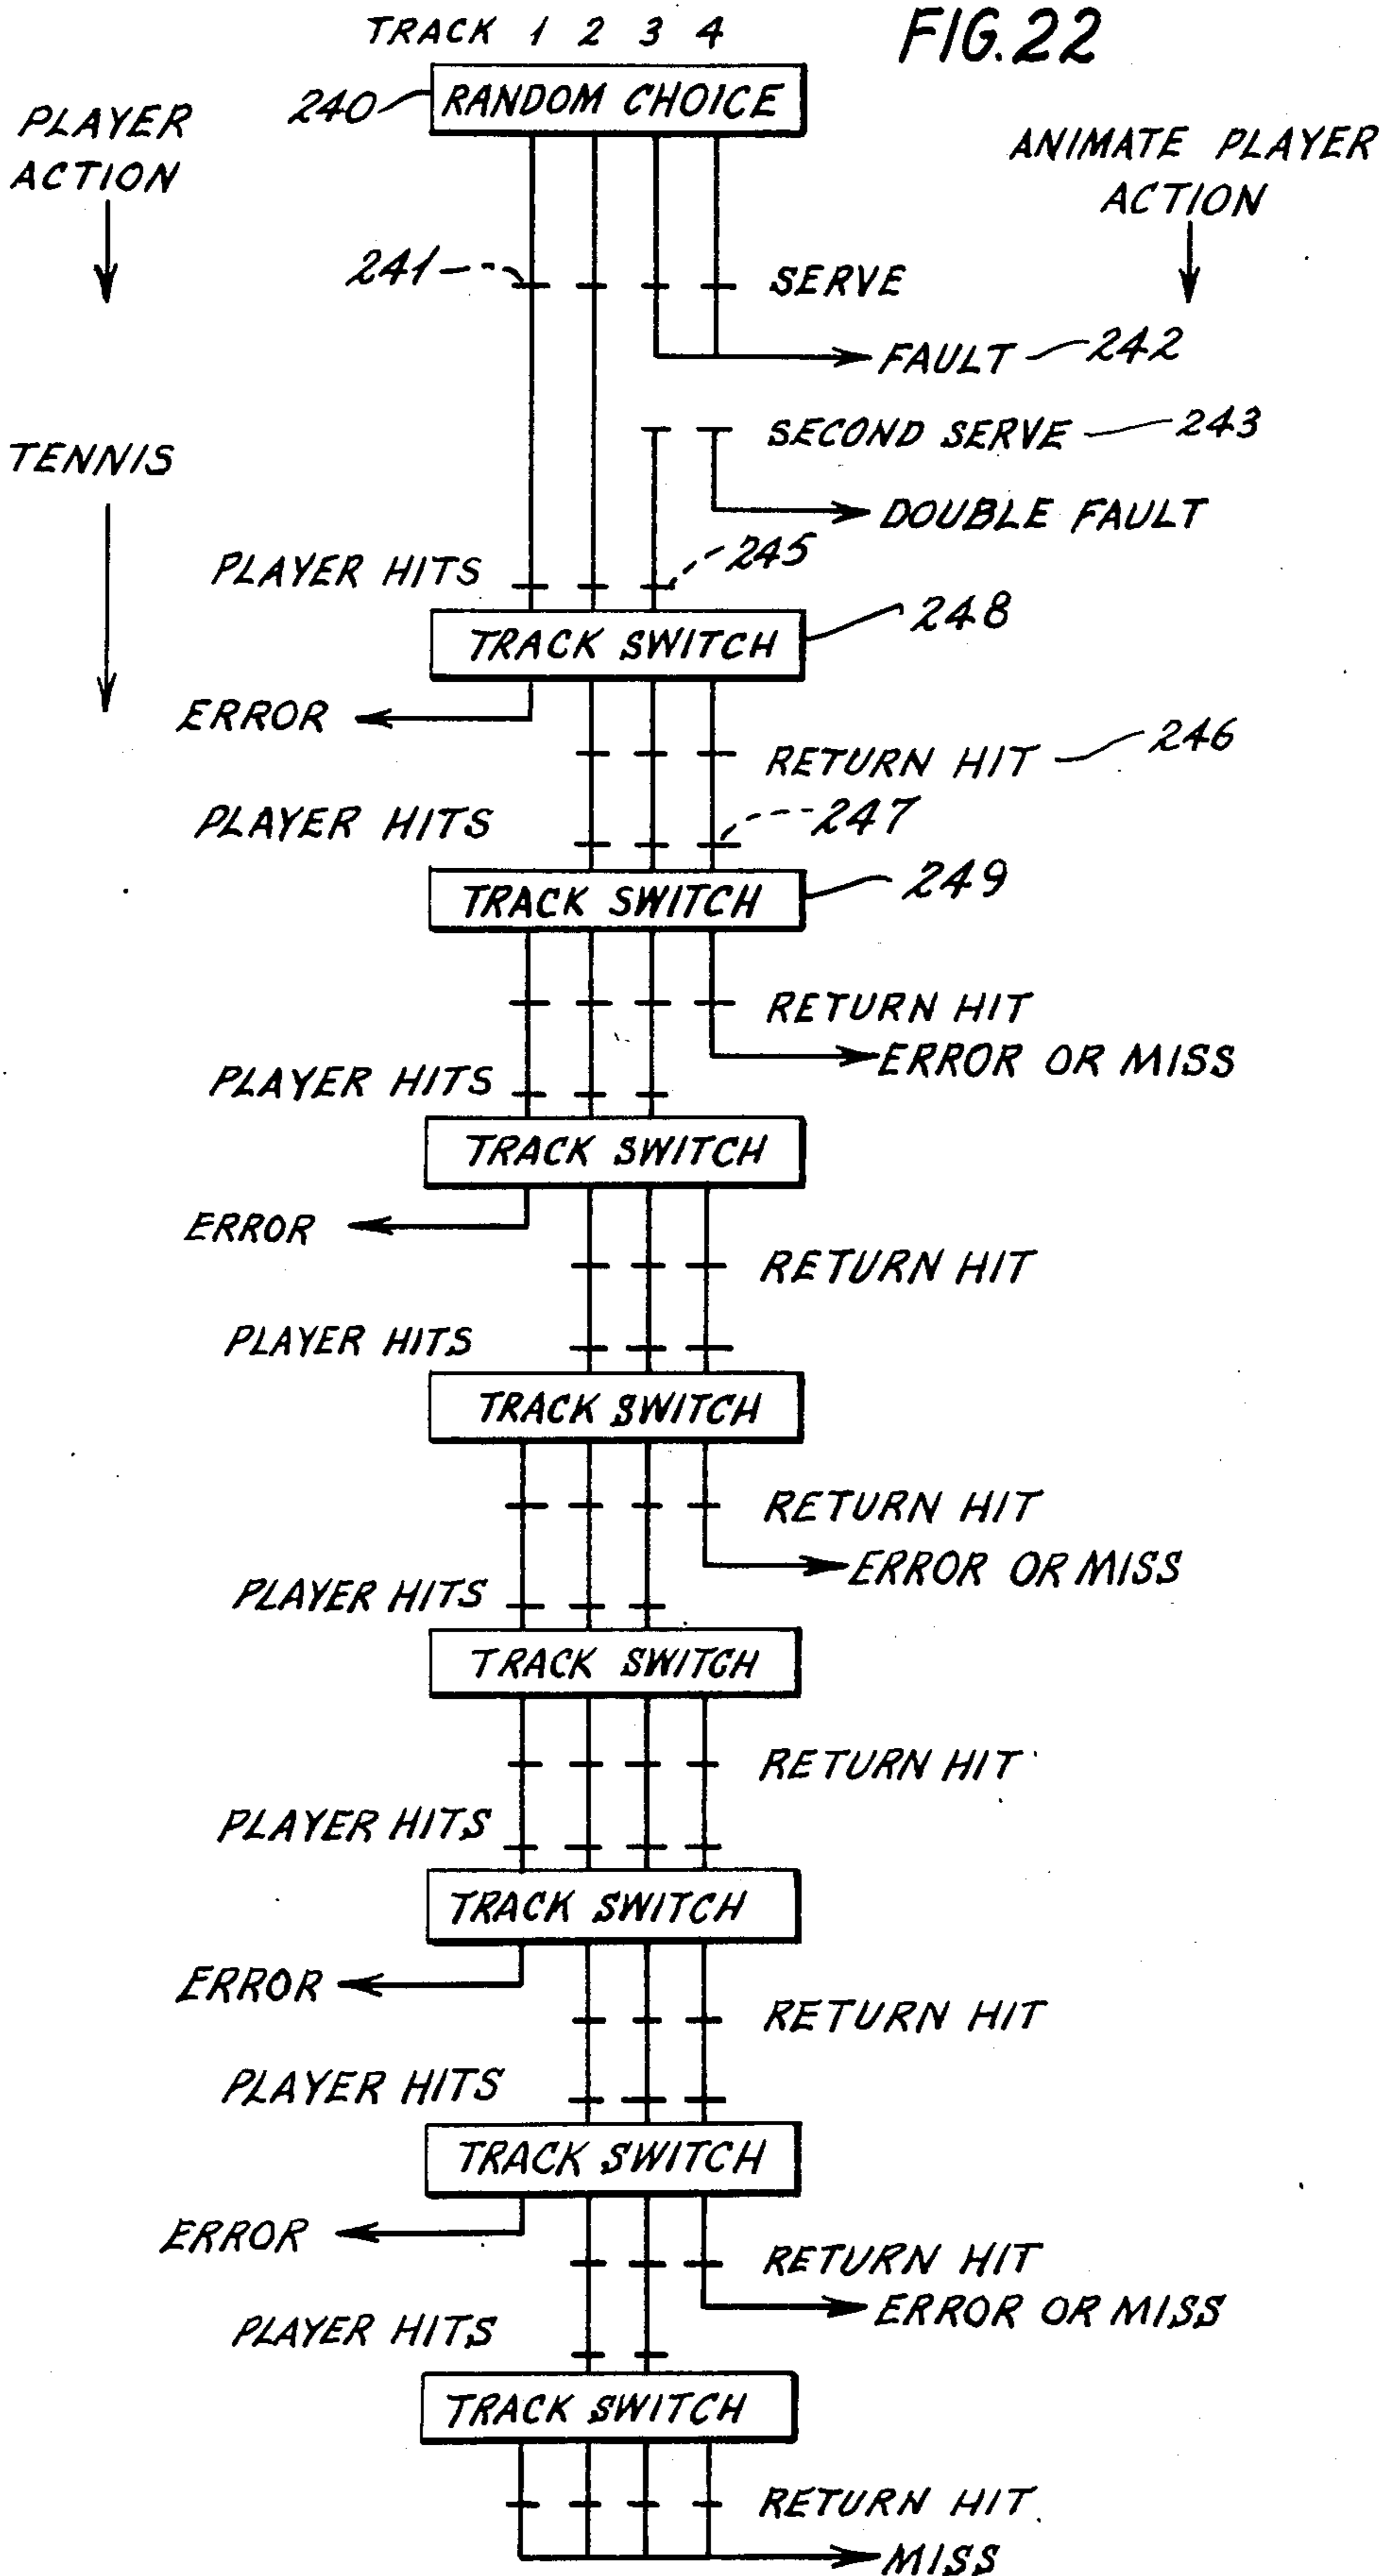 TRACK 1 2 3 4
FIG. 22
240 RANDOM CHOICE
PLAYER
ACTION
ANIMATE PLAYER
ACTION
241 SERVE
FAULT 242
TENNIS
SECOND SERVE 243
DOUBLE FAULT
PLAYER HITS 245
TRACK SWITCH 248
ERROR
RETURN HIT 246
PLAYER HITS 247
TRACK SWITCH 249
RETURN HIT
ERROR OR MISS
PLAYER HITS
TRACK SWITCH
ERROR
RETURN HIT
PLAYER HITS
TRACK SWITCH
RETURN HIT
ERROR OR MISS
PLAYER HITS
TRACK SWITCH
RETURN HIT
PLAYER HITS
TRACK SWITCH
ERROR
RETURN HIT
PLAYER HITS
TRACK SWITCH
ERROR
RETURN HIT
ERROR OR MISS
PLAYER HITS
TRACK SWITCH
RETURN HIT
MISS